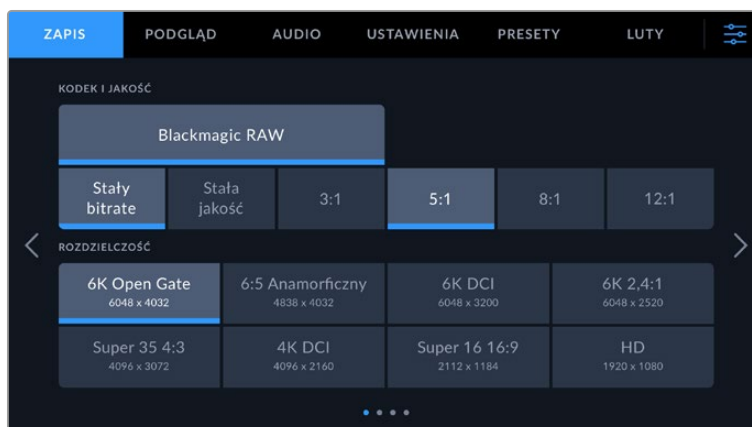 ZAPIS PODGLĄD AUDIO USTAWIENIA PRESETY LUTY
KODEK I JAKOŚĆ
Blackmagic RAW
Stały bitrate Stała jakość 3:1 5:1 8:1 12:1
ROZDZIELCZOŚĆ
6K Open Gate 6:5 Anamorficzny 6K DCI 6K 2,4:1
6048 x 4032 4838 x 4032 6048 x 3200 6048 x 2520
Super 35 4:3 4K DCI Super 16 16:9 HD
4096 x 3072 4096 x 2160 2112 x 1184 1920 x 1080